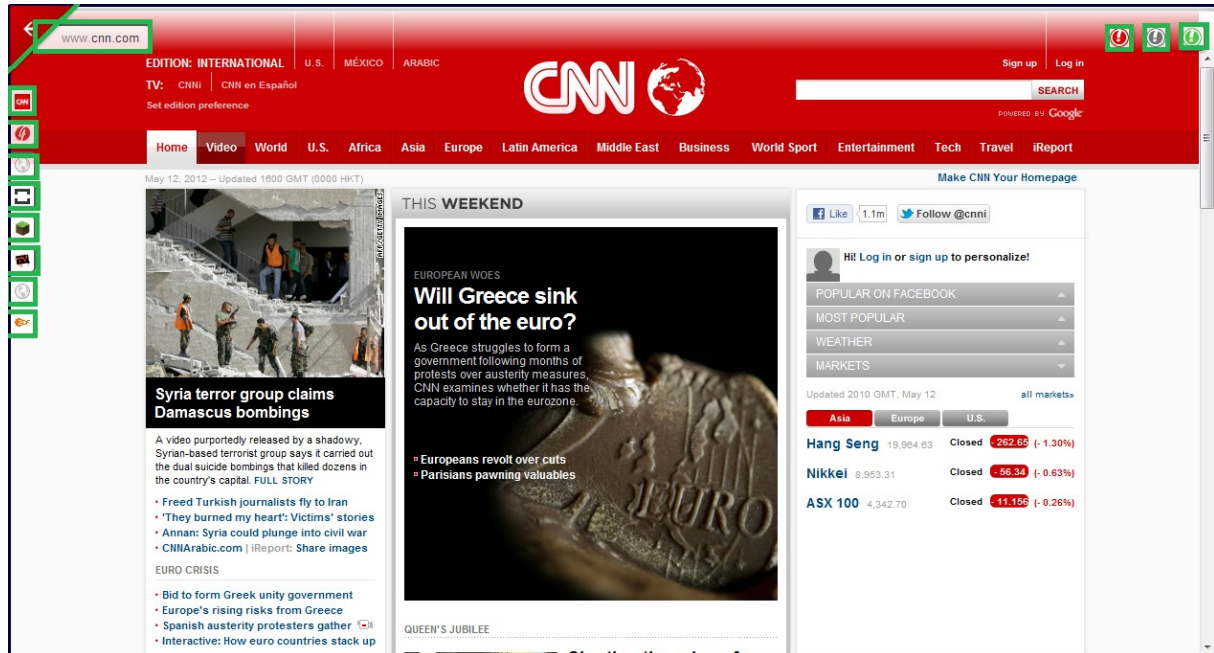 www.cnn.com
EDITION: INTERNATIONAL U.S. MÉXICO ARABIC
TV: CNNi CNN en Español
Set edition preference
CNN
Sign up Log in
SEARCH
POWERED BY Google
Home Video World U.S. Africa Asia Europe Latin America Middle East Business World Sport Entertainment Tech Travel iReport
May 12, 2012 -- Updated 1600 GMT (0000 HKT)
Make CNN Your Homepage
AFP/GETTY IMAGES
Syria terror group claims
Damascus bombings
A video purportedly released by a shadowy,
Syrian-based terrorist group says it carried out
the dual suicide bombings that killed dozens in
the country's capital. FULL STORY
Freed Turkish journalists fly to Iran
'They burned my heart': Victims' stories
Annan: Syria could plunge into civil war
CNNArabic.com | iReport: Share images
EURO CRISIS
Bid to form Greek unity government
Europe's rising risks from Greece
Spanish austerity protesters gather
Interactive: How euro countries stack up
THIS WEEKEND
EUROPEAN WOES
Will Greece sink
out of the euro?
As Greece struggles to form a
government following months of
protests over austerity measures,
CNN examines whether it has the
capacity to stay in the eurozone.
Europeans revolt over cuts
Parisians pawning valuables
EURO
QUEEN'S JUBILEE
Like 1.1m Follow @cnni
Hi! Log in or sign up to personalize!
POPULAR ON FACEBOOK
MOST POPULAR
WEATHER
MARKETS
Updated 2010 GMT, May 12 all markets»
Asia Europe U.S.
Hang Seng 19,964.63 Closed -262.65 (-1.30%)
Nikkei 8,953.31 Closed -56.34 (-0.63%)
ASX 100 4,342.70 Closed -11.156 (-0.26%)